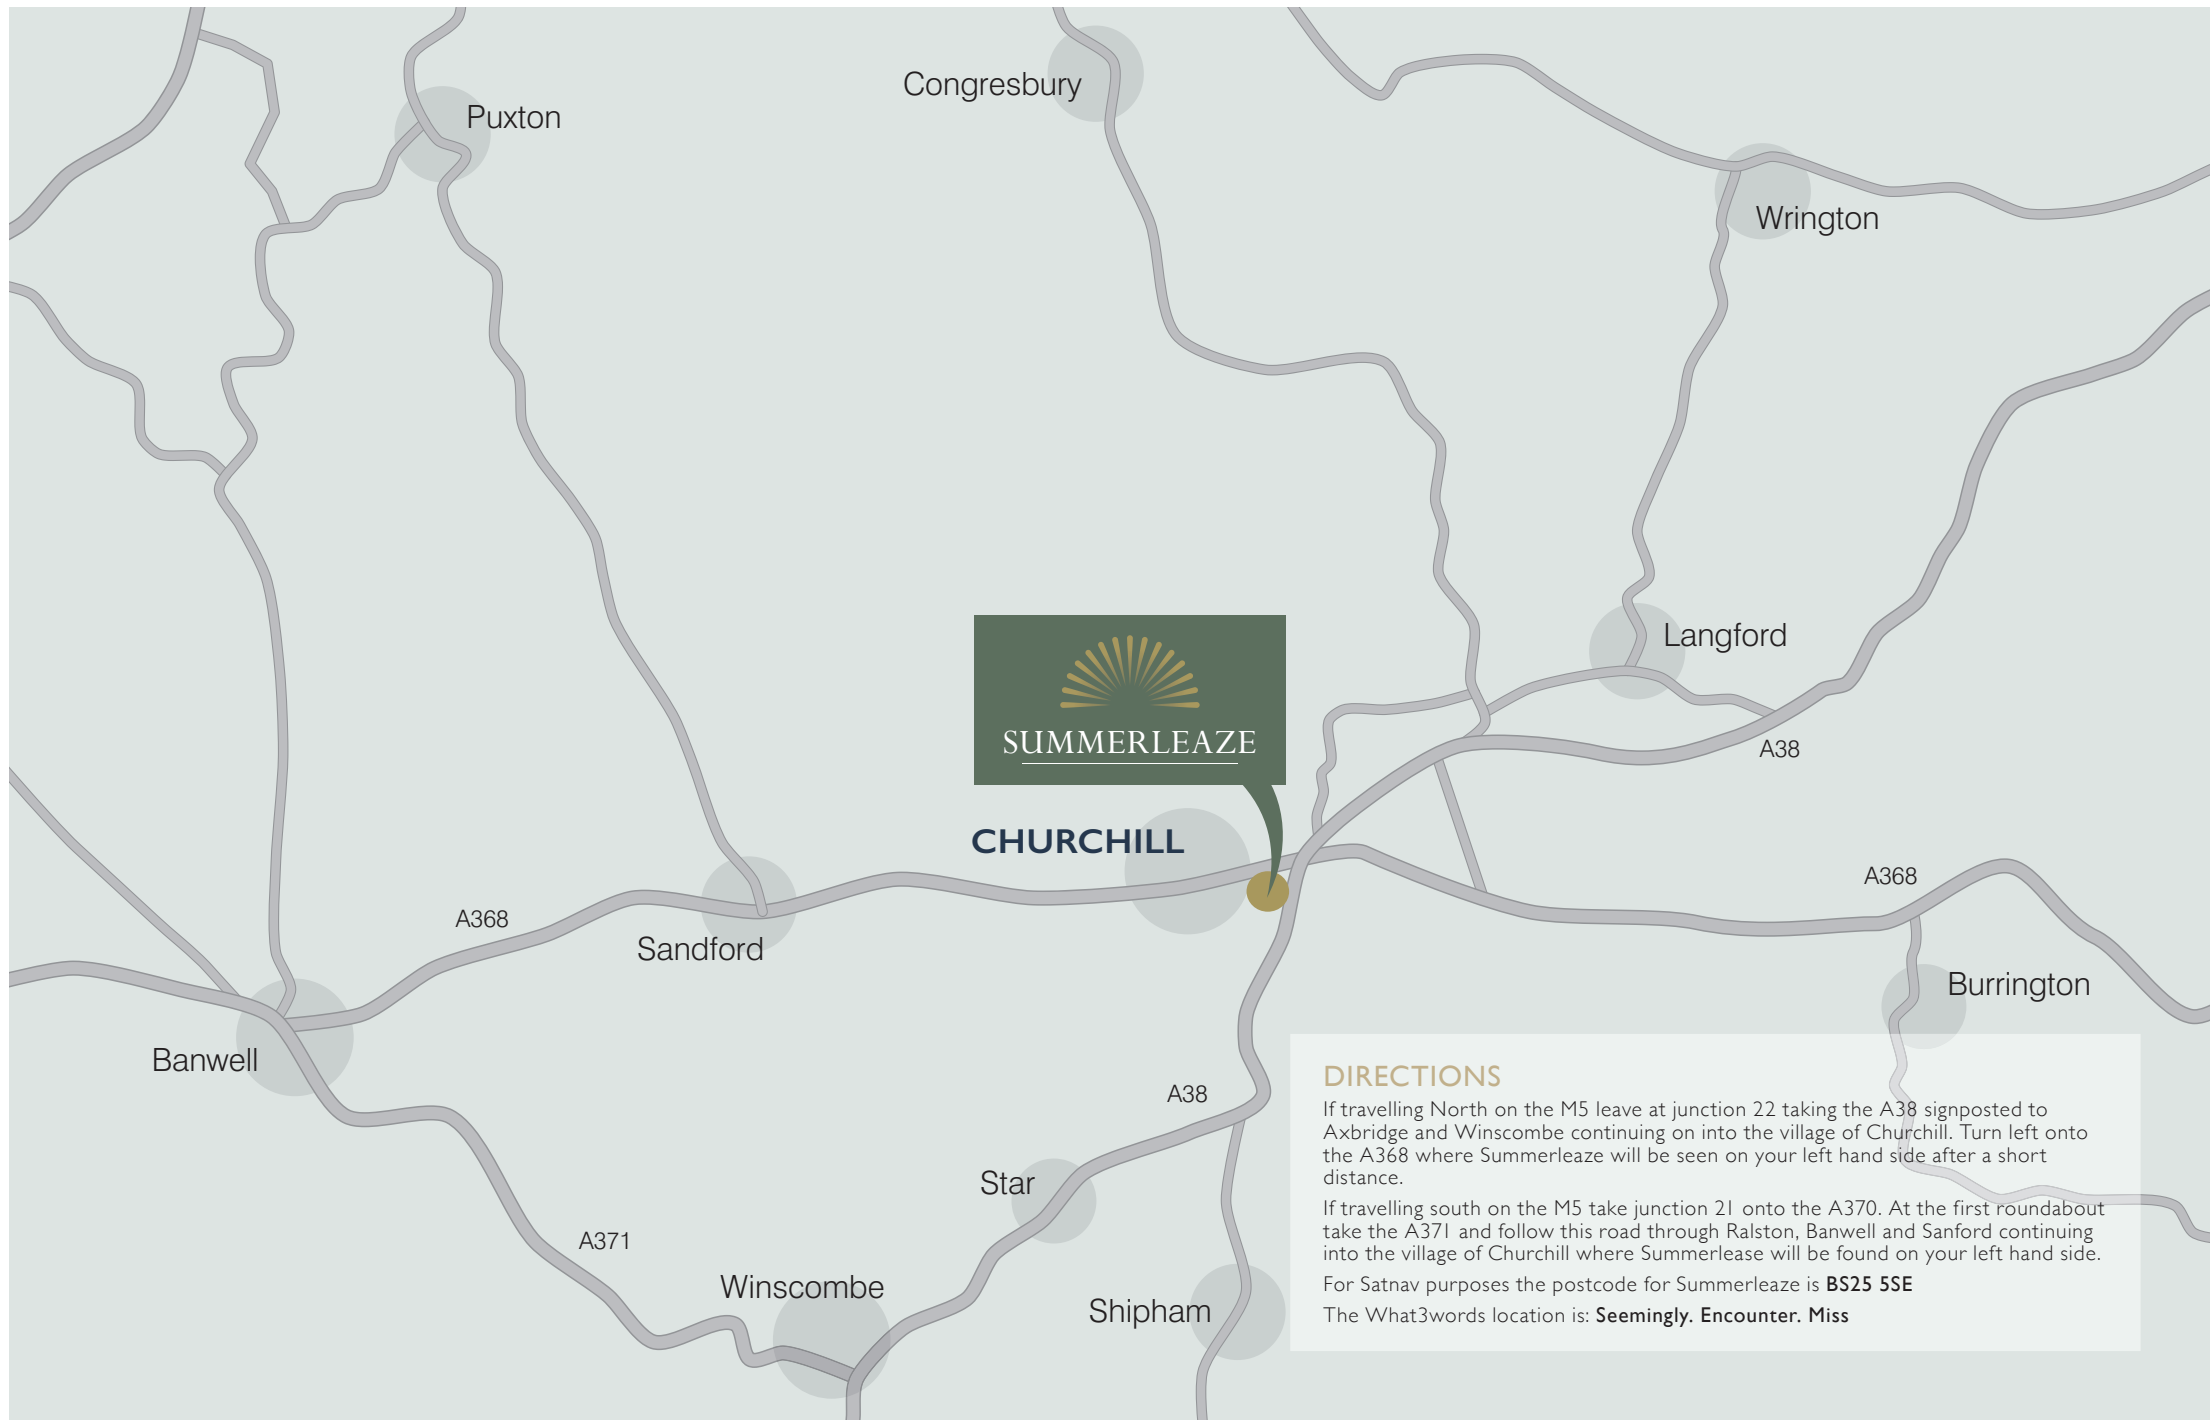 Congresbury
Puxton
Wrington
Langford
SUMMERLEAZE
A38
CHURCHILL
A368
A368
Sandford
Burrington
Banwell
A38
Star
A371
Winscombe
Shipham
DIRECTIONS
If travelling North on the M5 leave at junction 22 taking the A38 signposted to
Axbridge and Winscombe continuing on into the village of Churchill. Turn left onto
the A368 where Summerleaze will be seen on your left hand side after a short
distance.
If travelling south on the M5 take junction 21 onto the A370. At the first roundabout
take the A371 and follow this road through Ralston, Banwell and Sanford continuing
into the village of Churchill where Summerlease will be found on your left hand side.
For Satnav purposes the postcode for Summerleaze is BS25 5SE
The What3words location is: Seemingly. Encounter. Miss